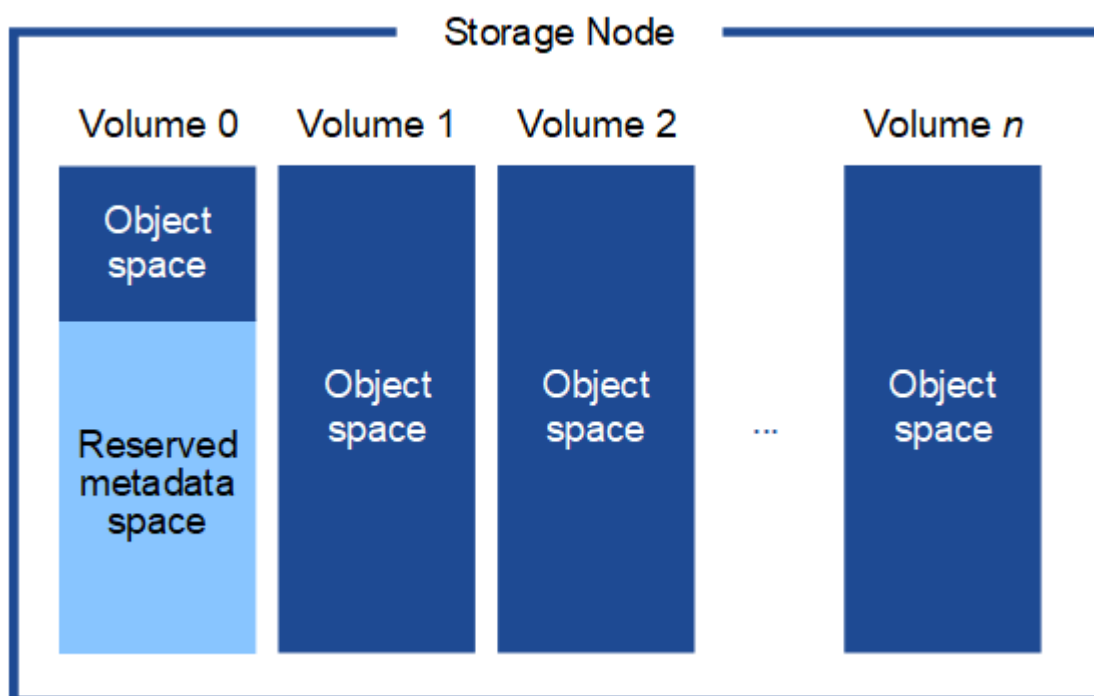 Storage Node
Volume 0
Volume 1
Volume 2
Volume n
Object
space
Reserved
metadata
space
Object
space
Object
space
...
Object
space